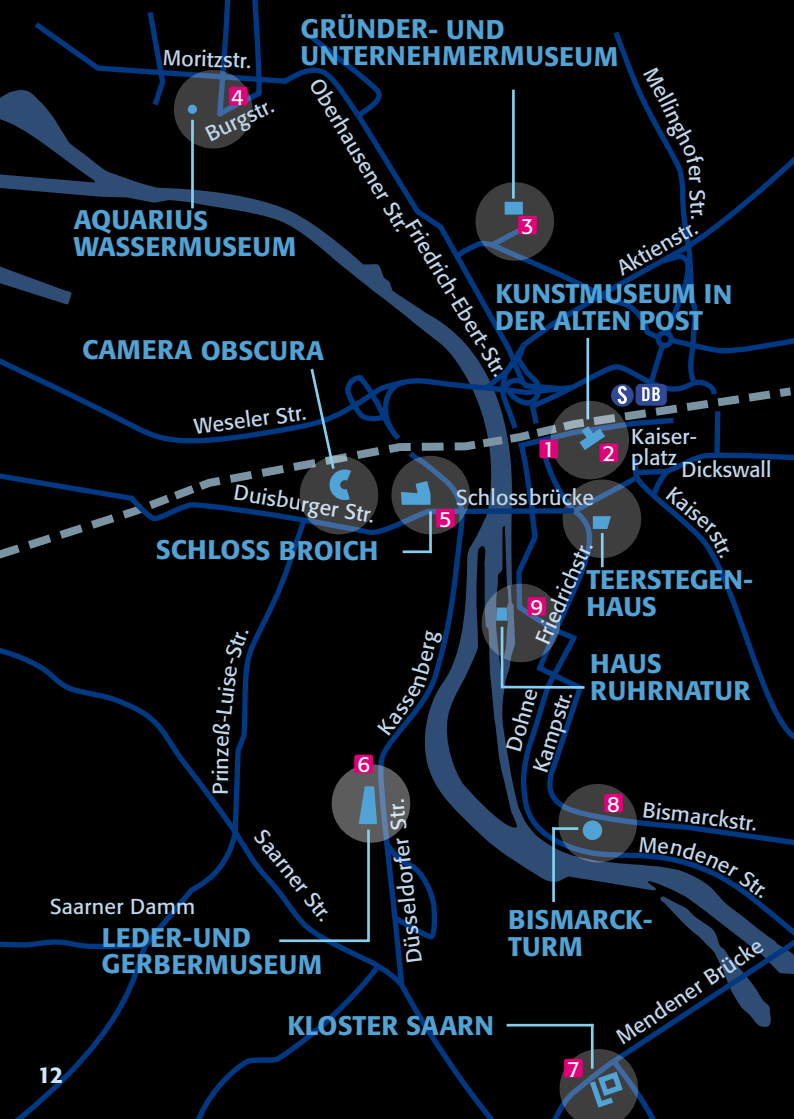 GRÜNDER- UND
UNTERNEHMERMUSEUM
Moritzstr.
4
Burgstr.
Oberhausener Str.
Mellinghofer Str.
AQUARIUS
WASSERMUSEUM
3
Friedrich-Ebert-Str.
Aktienstr.
KUNSTMUSEUM IN
DER ALTEN POST
CAMERA OBSCURA
S DB
Weseler Str.
1
2
Kaiser-
platz
Dickswall
Duisburger Str.
5
Schlossbrücke
Kaiserstr.
SCHLOSS BROICH
TEERSTEGEN-
HAUS
9
Friedrichstr.
HAUS
RUHRNATUR
Prinzeß-Luise-Str.
Kassenberg
Dohne
Kampstr.
6
8
Bismarckstr.
Mendener Str.
Saarner Str.
Düsseldorfer Str.
Saarner Damm
LEDER-UND
GERBERMUSEUM
BISMARCK-
TURM
Mendener Brücke
KLOSTER SAARN
7
12